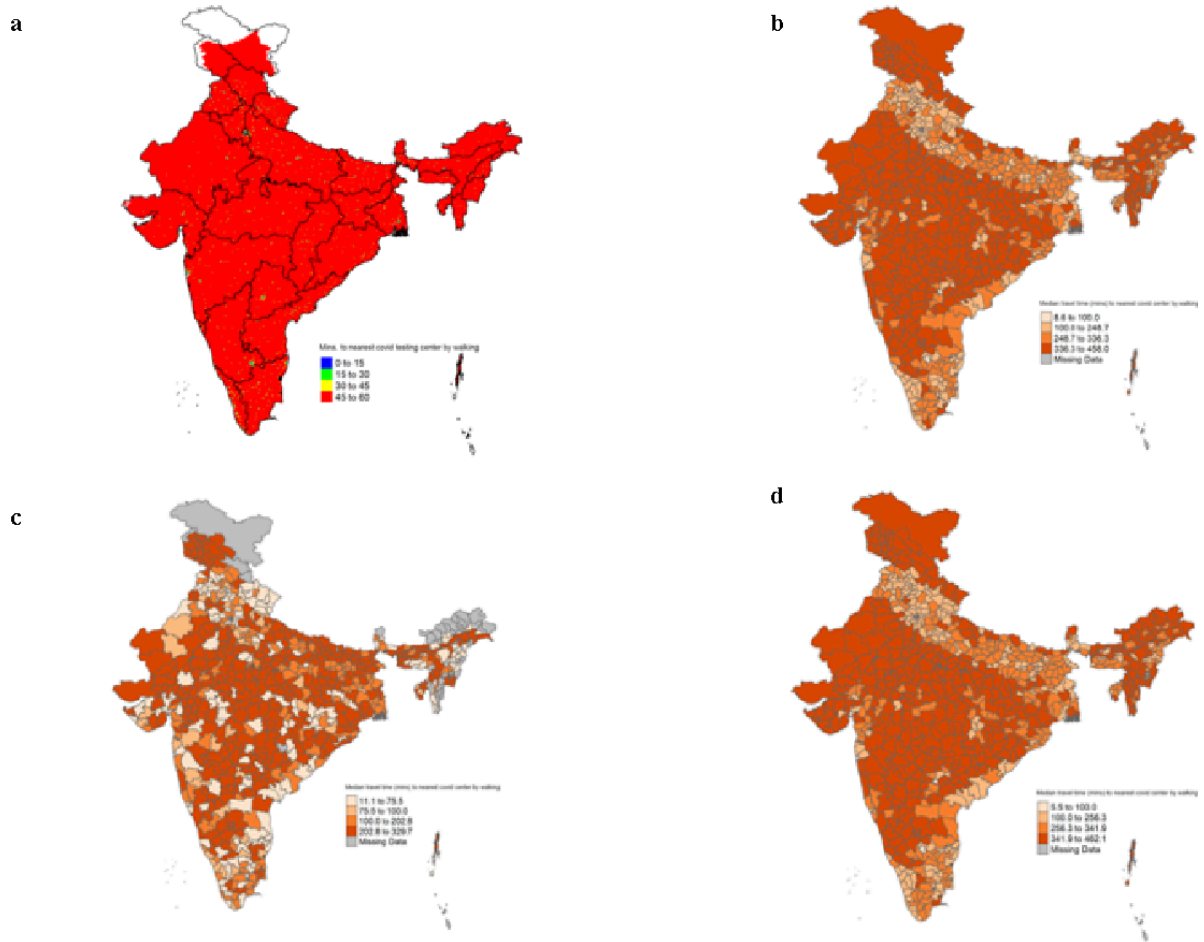 a
Mins. to nearest covid testing center by walking
0 to 15
15 to 30
30 to 45
45 to 60
b
Median travel time (mins) to nearest covid center by walking
8.6 to 100.0
100.0 to 248.7
248.7 to 336.3
336.3 to 458.0
Missing Data
c
Median travel time (mins) to nearest covid center by walking
11.1 to 75.5
75.5 to 100.0
100.0 to 202.8
202.8 to 329.7
Missing Data
d
Median travel time (mins) to nearest covid center by walking
5.5 to 100.0
100.0 to 256.3
256.3 to 341.9
341.9 to 462.1
Missing Data